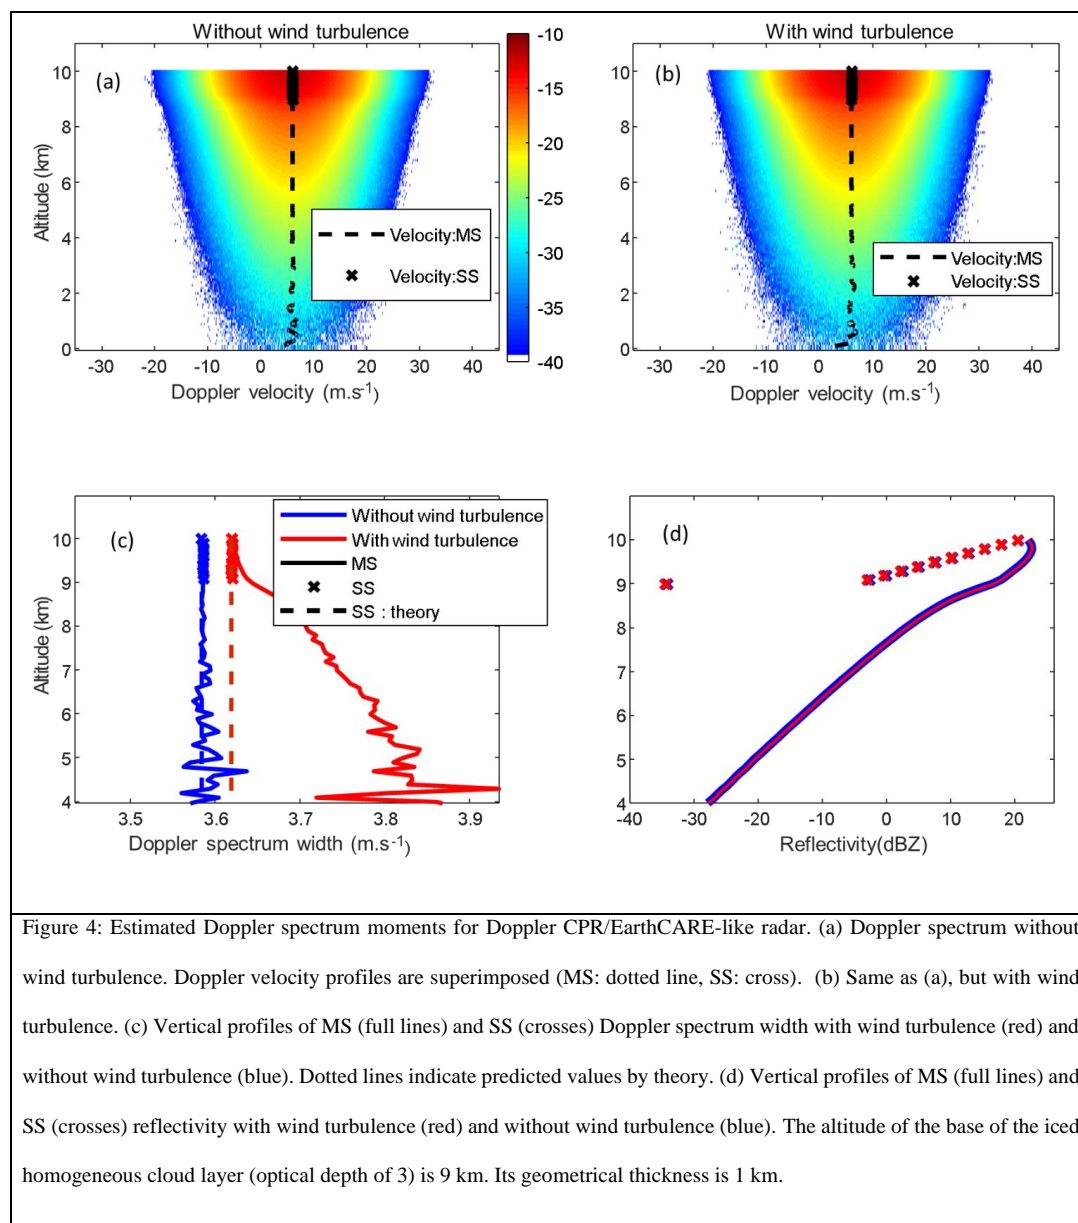 Without wind turbulence
With wind turbulence
(a)
(b)
Altitude (km)
10
8
6
4
2
0
-30 -20 -10 0 10 20 30 40
Doppler velocity (m.s-1)
Velocity:MS
Velocity:SS
-10
-15
-20
-25
-30
-35
-40
10
8
6
4
2
0
-30 -20 -10 0 10 20 30 40
Doppler velocity (m.s-1)
Velocity:MS
Velocity:SS
(c)
Altitude (km)
11
10
9
8
7
6
5
4
3.5 3.6 3.7 3.8 3.9
Doppler spectrum width (m.s-1)
Without wind turbulence
With wind turbulence
MS
SS
SS : theory
(d)
11
10
9
8
7
6
5
4
-40 -30 -20 -10 0 10 20
Reflectivity(dBZ)
Figure 4: Estimated Doppler spectrum moments for Doppler CPR/EarthCARE-like radar. (a) Doppler spectrum without
wind turbulence. Doppler velocity profiles are superimposed (MS: dotted line, SS: cross). (b) Same as (a), but with wind
turbulence. (c) Vertical profiles of MS (full lines) and SS (crosses) Doppler spectrum width with wind turbulence (red) and
without wind turbulence (blue). Dotted lines indicate predicted values by theory. (d) Vertical profiles of MS (full lines) and
SS (crosses) reflectivity with wind turbulence (red) and without wind turbulence (blue). The altitude of the base of the iced
homogeneous cloud layer (optical depth of 3) is 9 km. Its geometrical thickness is 1 km.